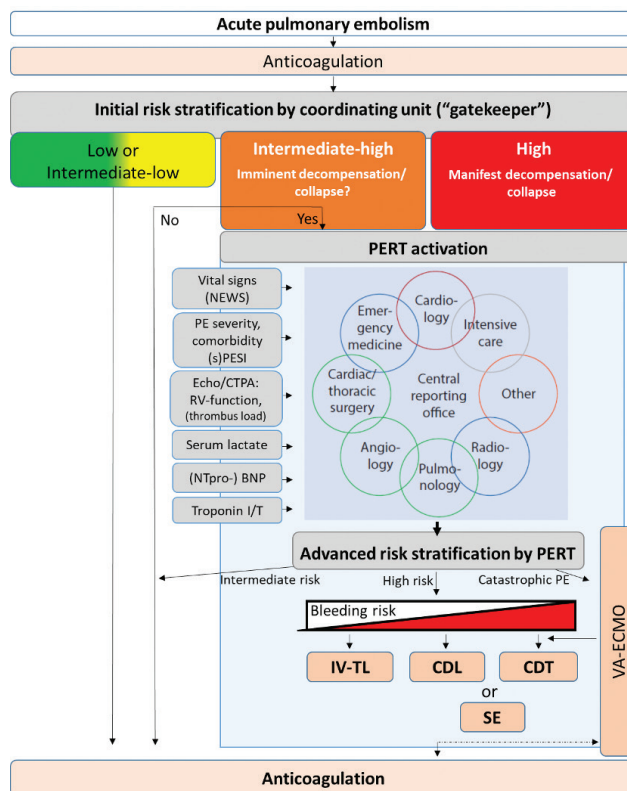 Acute pulmonary embolism
Anticoagulation
Initial risk stratification by coordinating unit (“gatekeeper”)
Low or
Intermediate-low
Intermediate-high
Imminent decompensation/
collapse?
High
Manifest decompensation/
collapse
No
Yes
PERT activation
Vital signs
(NEWS)
PE severity,
comorbidity
(s)PESI
Echo/CTPA:
RV-function,
(thrombus load)
Serum lactate
(NTpro-) BNP
Troponin I/T
Cardio-
logy
Emer-
gency
medicine
Intensive
care
Cardiac/
thoracic
surgery
Central
reporting
office
Other
Angio-
logy
Pulmo-
nology
Radio-
logy
Advanced risk stratification by PERT
Intermediate risk
High risk
Catastrophic PE
Bleeding risk
IV-TL
CDL
CDT
or
SE
VA-ECMO
Anticoagulation